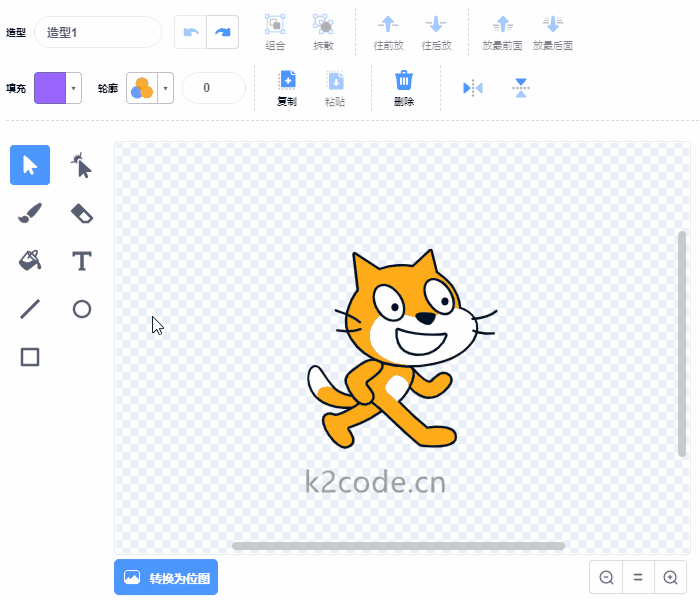 造型
造型1
组合
拆散
往前放
往后放
放最前面
放最后面
填充
轮廓
0
复制
粘贴
删除
T
k2code.cn
转换为位图